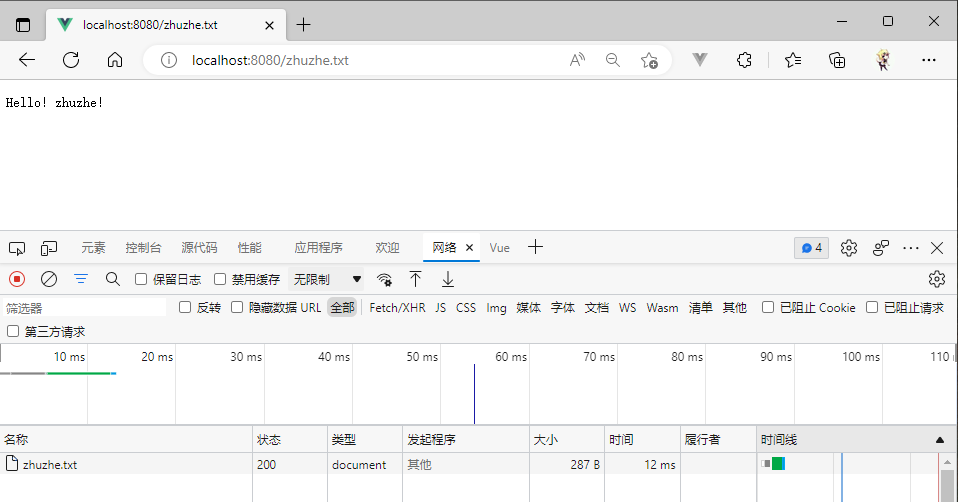 localhost:8080/zhuzhe.txt
localhost:8080/zhuzhe.txt
Hello! zhuzhe!
元素 控制台 源代码 性能 应用程序 欢迎 网络 Vue 4
保留日志 禁用缓存 无限制
筛选器 反转 隐藏数据 URL 全部 Fetch/XHR JS CSS Img 媒体 字体 文档 WS Wasm 清单 其他 已阻止 Cookie 已阻止请求
第三方请求
10 ms 20 ms 30 ms 40 ms 50 ms 60 ms 70 ms 80 ms 90 ms 100 ms 110
名称 状态 类型 发起程序 大小 时间 履行者 时间线
zhuzhe.txt 200 document 其他 287 B 12 ms